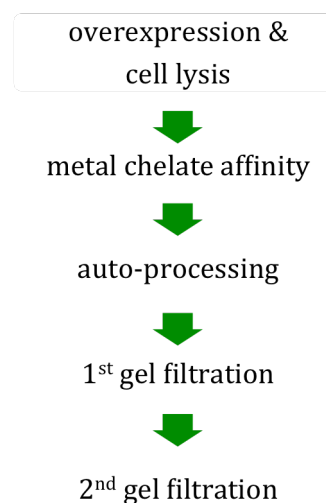 overexpression &
cell lysis
metal chelate affinity
auto-processing
1st gel filtration
2nd gel filtration